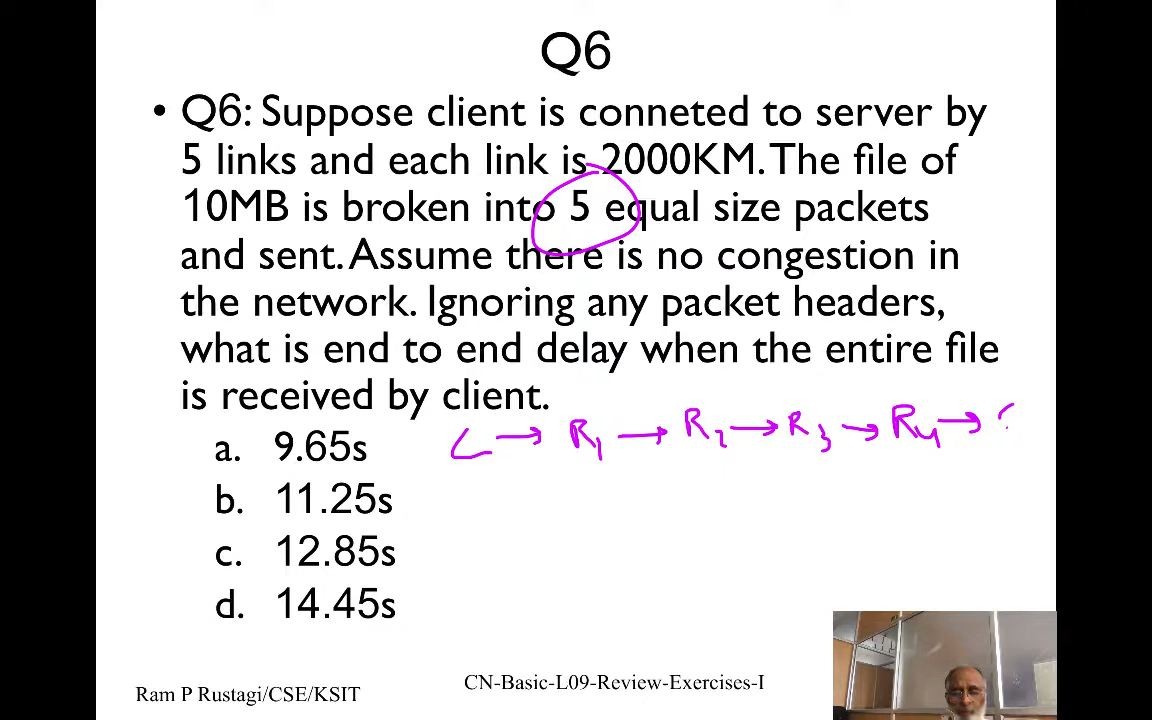 Q6
• Q6: Suppose client is conneted to server by
5 links and each link is 2000KM. The file of
10MB is broken into 5 equal size packets
and sent. Assume there is no congestion in
the network. Ignoring any packet headers,
what is end to end delay when the entire file
is received by client.
C → R1 → R2 → R3 → R4 →
a. 9.65s
b. 11.25s
c. 12.85s
d. 14.45s
Ram P Rustagi/CSE/KSIT
CN-Basic-L09-Review-Exercises-I